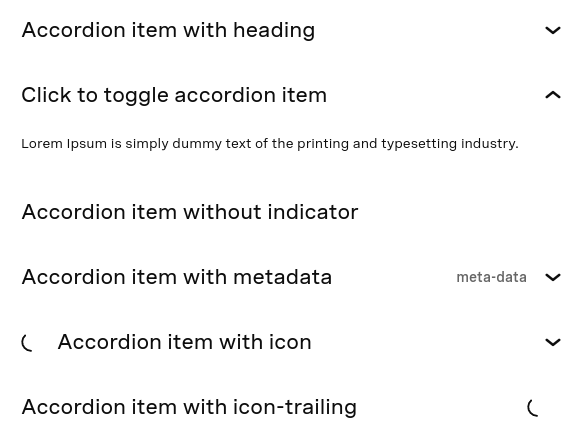 Accordion item with heading
Click to toggle accordion item
Lorem Ipsum is simply dummy text of the printing and typesetting industry.
Accordion item without indicator
Accordion item with metadata meta-data
Accordion item with icon
Accordion item with icon-trailing